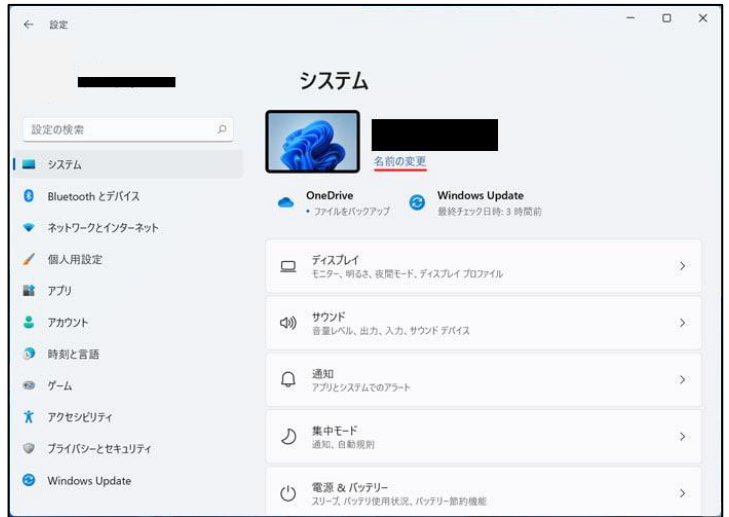 設定
システム
設定の検索
名前の変更
システム
OneDrive
Windows Update
• ファイルをバックアップ
最終チェック日時: 3 時間前
Bluetooth とデバイス
ネットワークとインターネット
個人用設定
アプリ
アカウント
時刻と言語
ゲーム
アクセシビリティ
プライバシーとセキュリティ
Windows Update
ディスプレイ
モニター、明るさ、夜間モード、ディスプレイ プロファイル
サウンド
音量レベル、出力、入力、サウンド デバイス
通知
アプリとシステムでのアラート
集中モード
通知、自動規則
電源 & バッテリー
スリープ、バッテリ使用状況、バッテリー節約機能